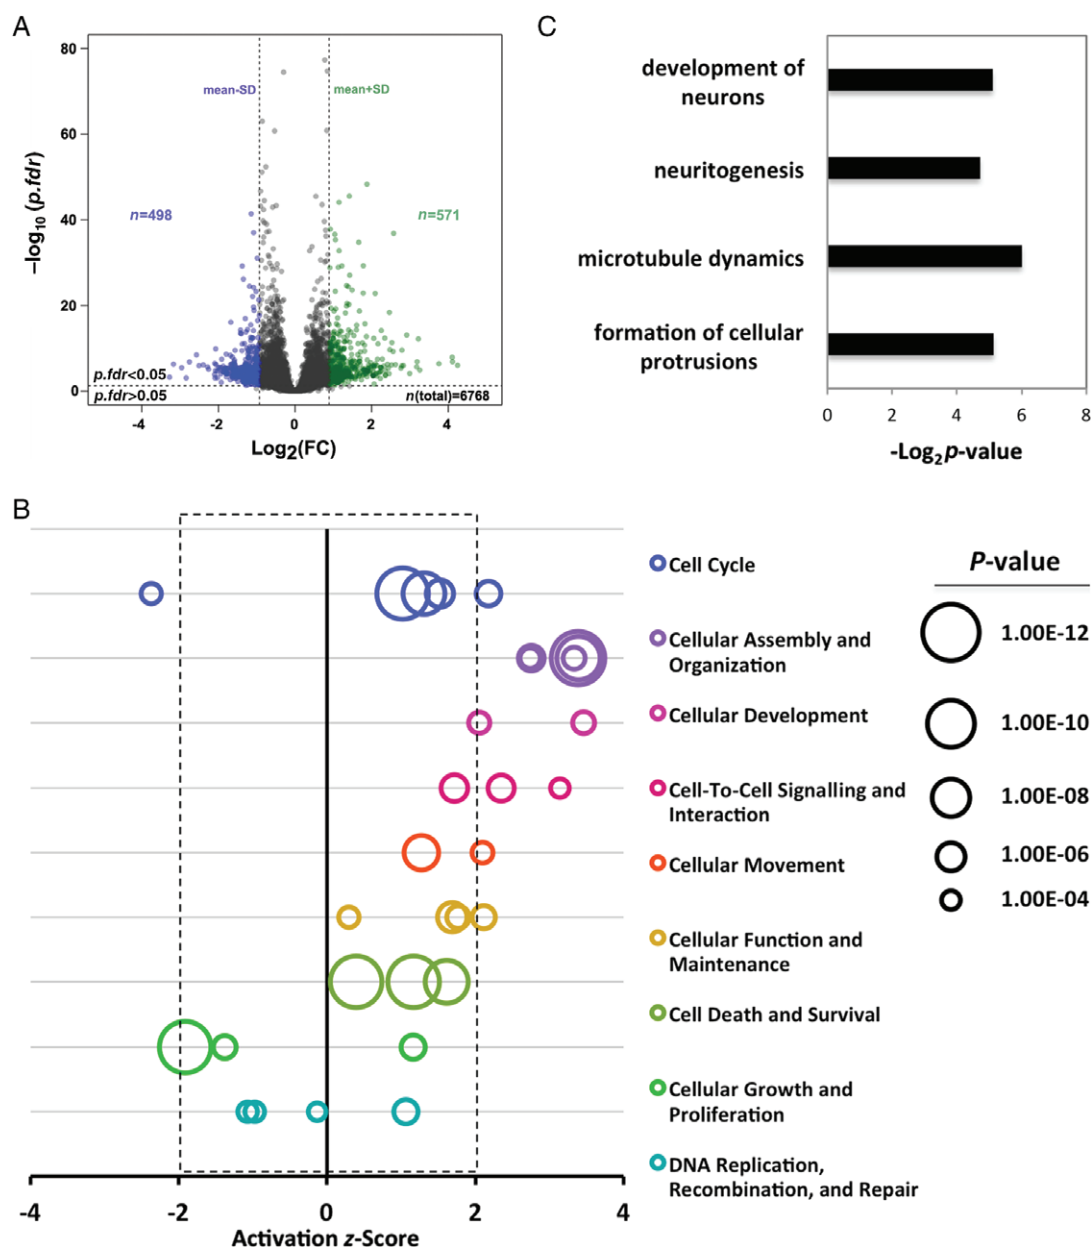 A
80
60
40
20
0
−log10 (p.fdr)
mean-SD
mean+SD
n=498
n=571
p.fdr<0.05
p.fdr>0.05
n(total)=6768
-4
-2
0
2
4
Log2(FC)
C
development of
neurons
neuritogenesis
microtubule dynamics
formation of cellular
protrusions
0
2
4
6
8
-Log2p-value
B
-4
-2
0
2
4
Activation z-Score
Cell Cycle
Cellular Assembly and
Organization
Cellular Development
Cell-To-Cell Signalling and
Interaction
Cellular Movement
Cellular Function and
Maintenance
Cell Death and Survival
Cellular Growth and
Proliferation
DNA Replication,
Recombination, and Repair
P-value
1.00E-12
1.00E-10
1.00E-08
1.00E-06
1.00E-04